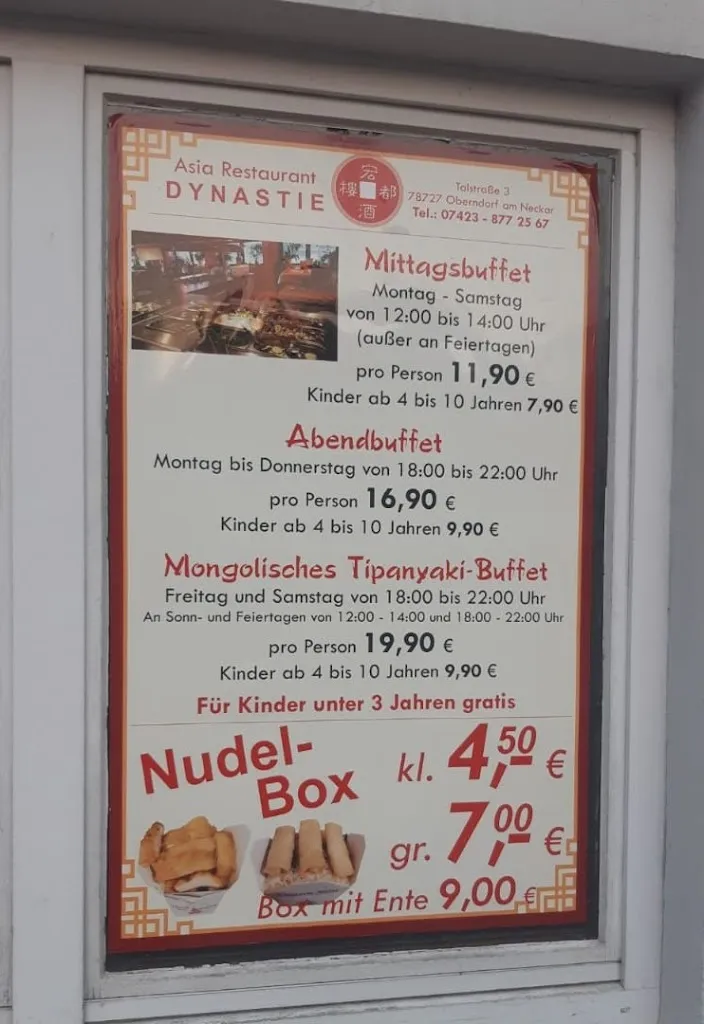 Asia Restaurant
DYNASTIE
宏
樓 都
酒
Talstraße 3
78727 Oberndorf am Neckar
Tel.: 07423 - 877 25 67
Mittagsbuffet
Montag - Samstag
von 12:00 bis 14:00 Uhr
(außer an Feiertagen)
pro Person 11,90 €
Kinder ab 4 bis 10 Jahren 7,90 €
Abendbuffet
Montag bis Donnerstag von 18:00 bis 22:00 Uhr
pro Person 16,90 €
Kinder ab 4 bis 10 Jahren 9,90 €
Mongolisches Tipanyaki-Buffet
Freitag und Samstag von 18:00 bis 22:00 Uhr
An Sonn- und Feiertagen von 12:00 - 14:00 und 18:00 - 22:00 Uhr
pro Person 19,90 €
Kinder ab 4 bis 10 Jahren 9,90 €
Für Kinder unter 3 Jahren gratis
Nudel-
Box
kl. 4,50 €
gr. 7,00 €
Box mit Ente 9,00 €